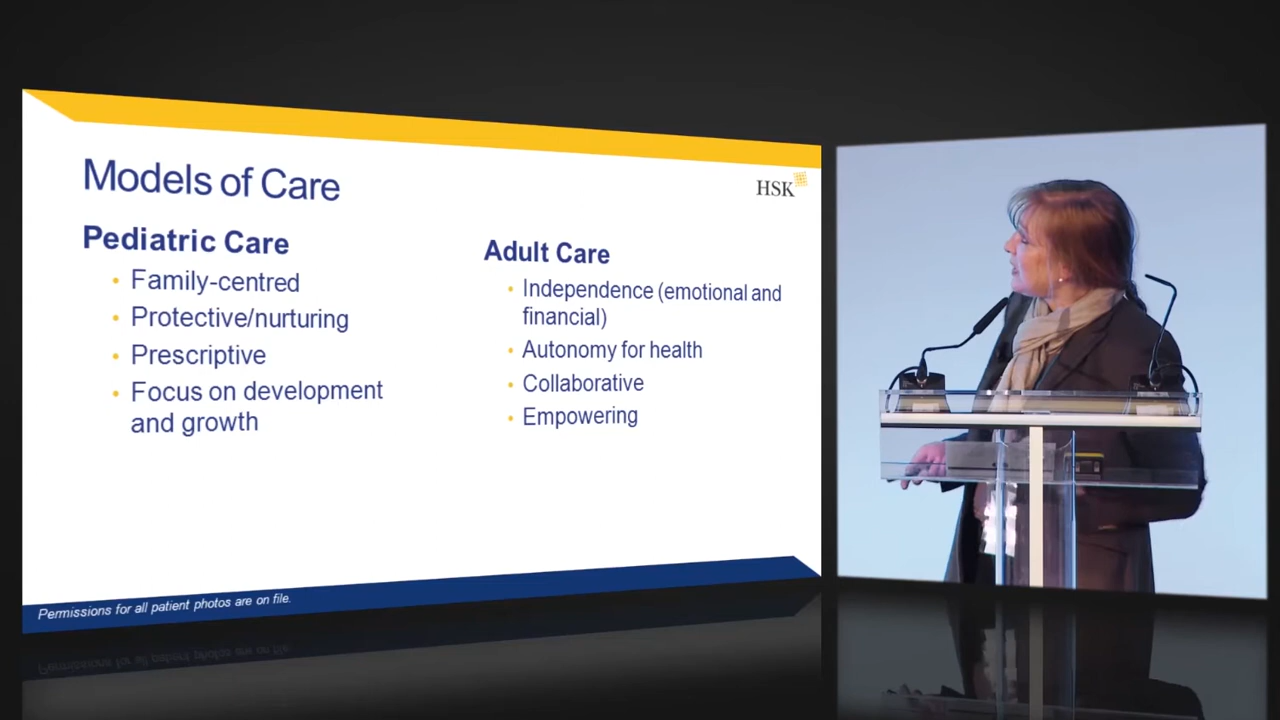 Models of Care
HSK
Pediatric Care
• Family-centred
• Protective/nurturing
• Prescriptive
• Focus on development
and growth
Adult Care
• Independence (emotional and
financial)
• Autonomy for health
• Collaborative
• Empowering
Permissions for all patient photos are on file.